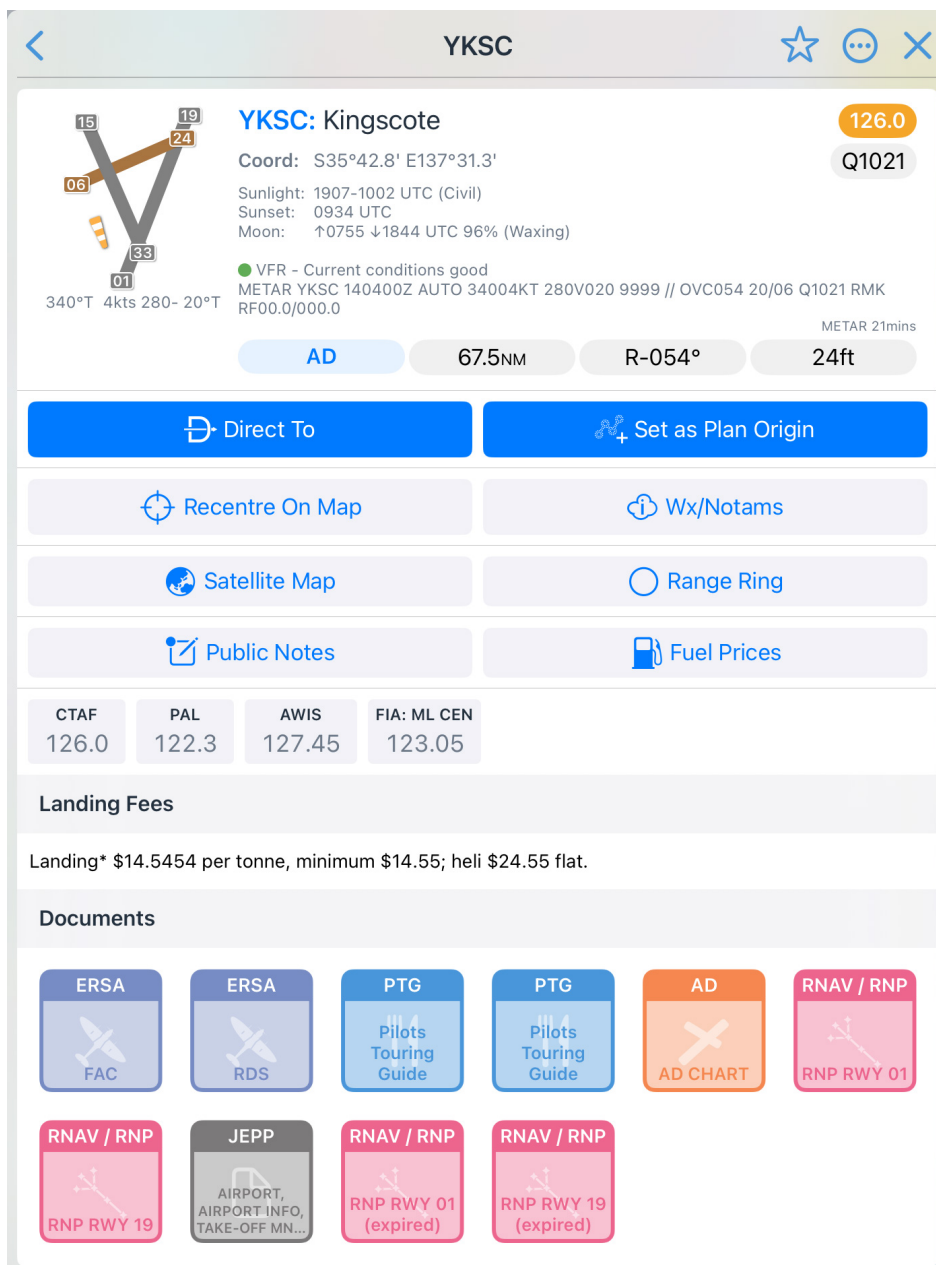 YKSC
15
19
24
06
33
01
340°T 4kts 280- 20°T
YKSC: Kingscote
126.0
Coord: S35°42.8' E137°31.3'
Q1021
Sunlight: 1907-1002 UTC (Civil)
Sunset: 0934 UTC
Moon: ↑0755 ↓1844 UTC 96% (Waxing)
VFR - Current conditions good
METAR YKSC 140400Z AUTO 34004KT 280V020 9999 // OVC054 20/06 Q1021 RMK
RF00.0/000.0
METAR 21mins
AD
67.5NM
R-054°
24ft
Direct To
Set as Plan Origin
Recentre On Map
Wx/Notams
Satellite Map
Range Ring
Public Notes
Fuel Prices
CTAF
126.0
PAL
122.3
AWIS
127.45
FIA: ML CEN
123.05
Landing Fees
Landing* $14.5454 per tonne, minimum $14.55; heli $24.55 flat.
Documents
ERSA
FAC
ERSA
RDS
PTG
Pilots
Touring
Guide
PTG
Pilots
Touring
Guide
AD
AD CHART
RNAV / RNP
RNP RWY 01
RNAV / RNP
RNP RWY 19
JEPP
AIRPORT,
AIRPORT INFO,
TAKE-OFF MN...
RNAV / RNP
RNP RWY 01
(expired)
RNAV / RNP
RNP RWY 19
(expired)